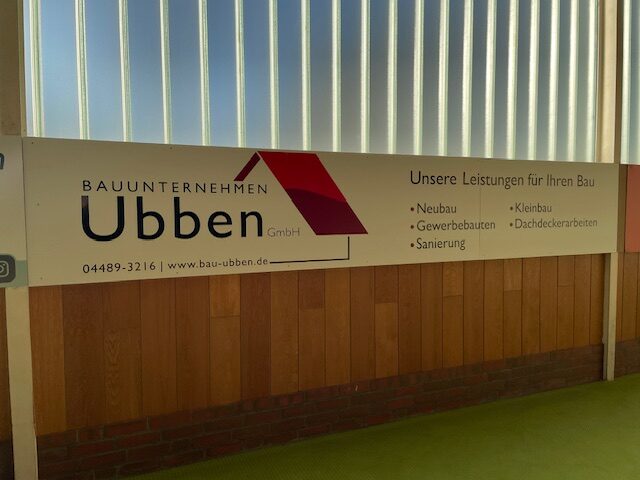 BAUUNTERNEHMEN
Ubben GmbH
04489-3216 | www.bau-ubben.de
Unsere Leistungen für Ihren Bau
• Neubau
• Gewerbebauten
• Sanierung
• Kleinbau
• Dachdeckerarbeiten